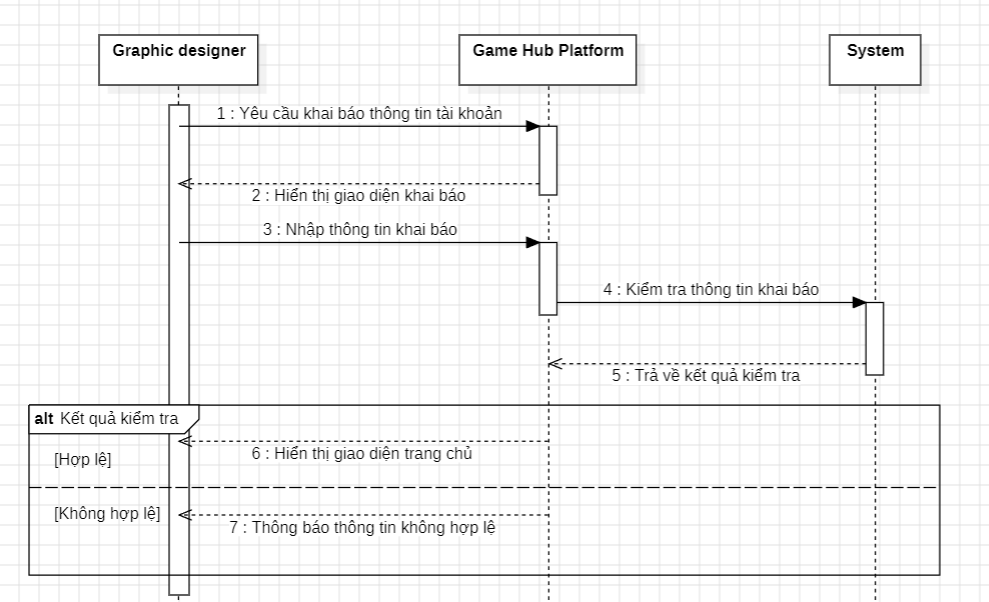 Graphic designer
Game Hub Platform
System
1 : Yêu cầu khai báo thông tin tài khoản
2 : Hiển thị giao diện khai báo
3 : Nhập thông tin khai báo
4 : Kiểm tra thông tin khai báo
5 : Trả về kết quả kiểm tra
alt Kết quả kiểm tra
6 : Hiển thị giao diện trang chủ
[Hợp lệ]
[Không hợp lệ]
7 : Thông báo thông tin không hợp lệ